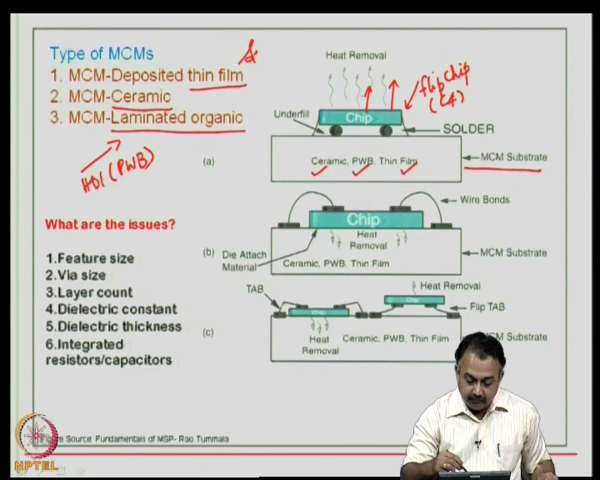 Type of MCMs
1. MCM-Deposited thin film
Si
2. MCM-Ceramic
3. MCM-Laminated organic
HDI (PWB)
Heat Removal
flip chip
(C4)
Chip
Underfill
SOLDER
(a)
Ceramic, PWB, Thin Film
MCM Substrate
Wire Bonds
Chip
Heat
Removal
(b)
Die Attach
Material
Ceramic, PWB, Thin Film
MCM Substrate
TAB
Heat Removal
Chip
Chip
Flip TAB
(c)
Heat
Removal
Ceramic, PWB, Thin Film
MCM Substrate
What are the issues?
1.Feature size
2.Via size
3.Layer count
4.Dielectric constant
5.Dielectric thickness
6.Integrated
resistors/capacitors
Source: Fundamentals of MSP- Rao Tummala
NPTEL